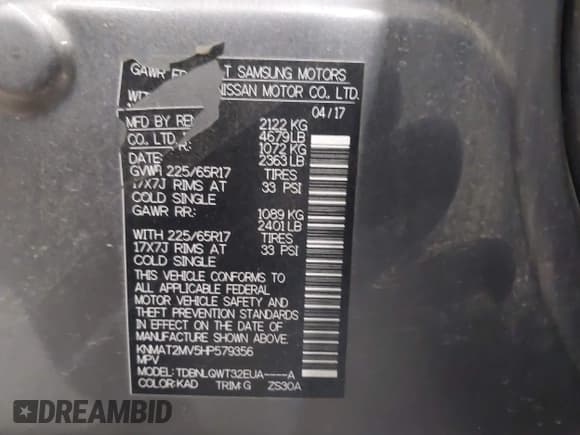 GAWR FR T SAMSUNG MOTORS
WITH NISSAN MOTOR CO., LTD.
04/17
MFD BY REN 2122 KG
CO., LTD. 4679 LB
R: 1072 KG
DATE: 2363 LB
GVWR 225/65R17 TIRES
17X7J RIMS AT 33 PSI
COLD SINGLE
GAWR RR: 1089 KG
2401 LB
WITH 225/65R17 TIRES
17X7J RIMS AT 33 PSI
COLD SINGLE
THIS VEHICLE CONFORMS TO
ALL APPLICABLE FEDERAL
MOTOR VEHICLE SAFETY AND
THEFT PREVENTION STANDARDS
IN EFFECT ON THE DATE OF
MANUFACTURE SHOWN ABOVE.
KNMAT2MV5HP579356
MPV
MODEL: TDBNLQWT32EUA----A
COLOR:KAD TRIM:G ZS30A
DREAMBID